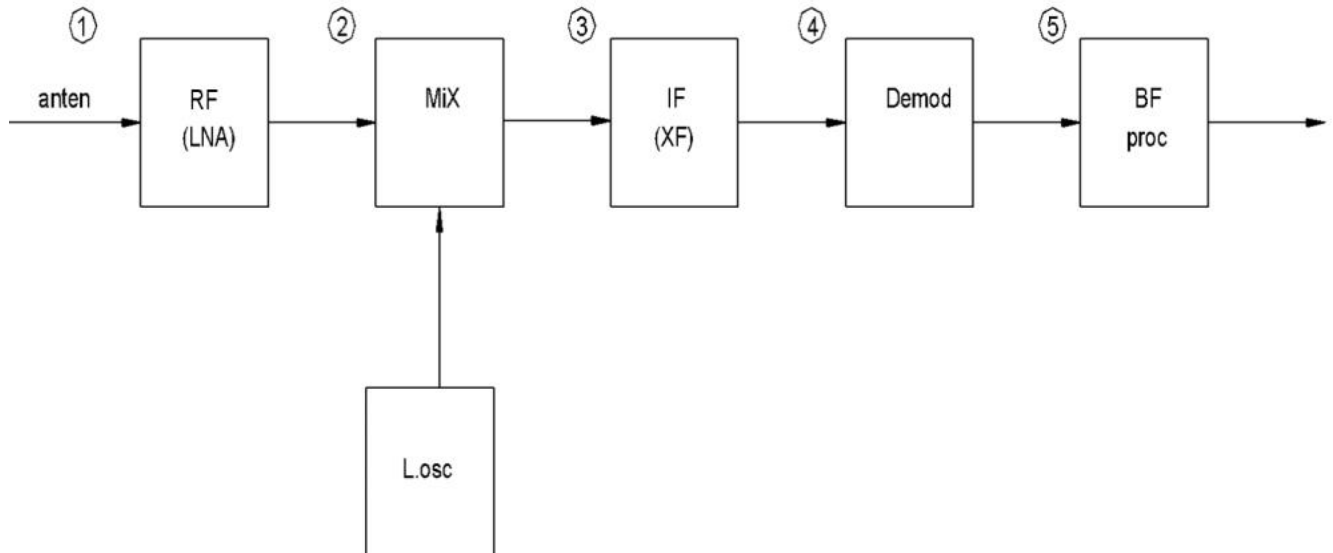 1
2
3
4
5
anten
RF
(LNA)
MiX
IF
(XF)
Demod
BF
proc
L.osc